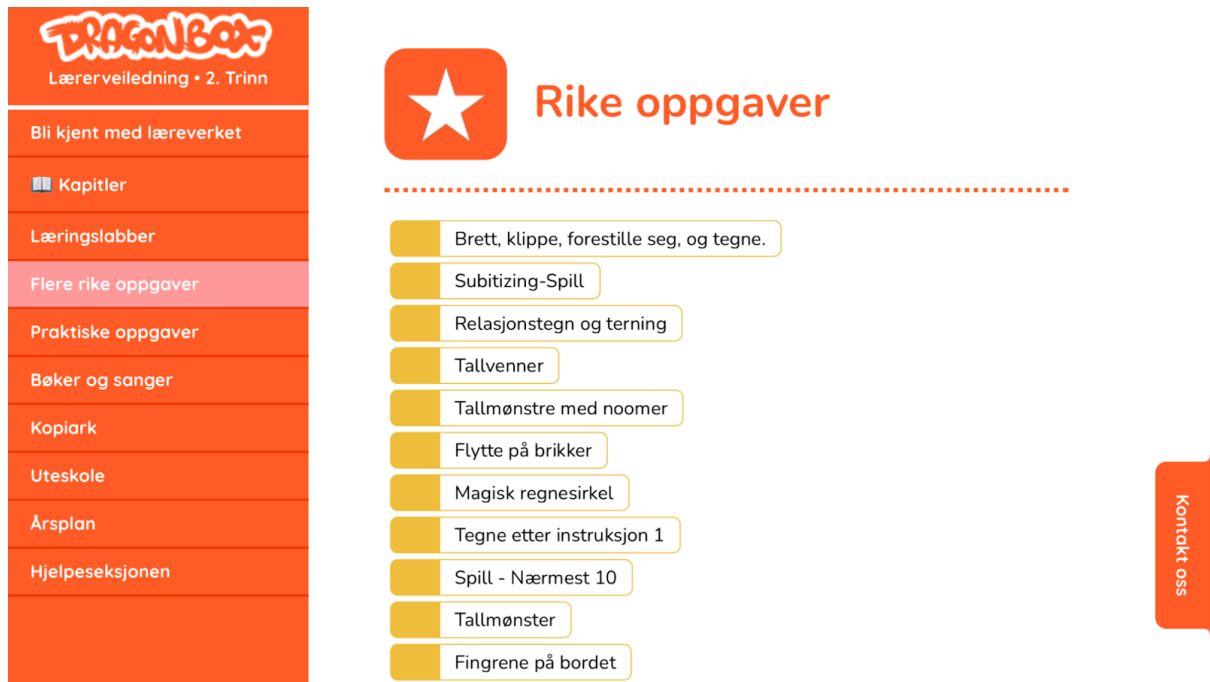 DRAGONBOX
Lærerveiledning • 2. Trinn
Bli kjent med læreverket
Kapitler
Læringslabber
Flere rike oppgaver
Praktiske oppgaver
Bøker og sanger
Kopiark
Uteskole
Årsplan
Hjelpeseksjonen
Rike oppgaver
Brett, klippe, forestille seg, og tegne.
Subitizing-Spill
Relasjonstegn og terning
Tallvenner
Tallmønstre med noomer
Flytte på brikker
Magisk regnesirkel
Tegne etter instruksjon 1
Spill - Nærmest 10
Tallmønster
Fingrene på bordet
Kontakt oss